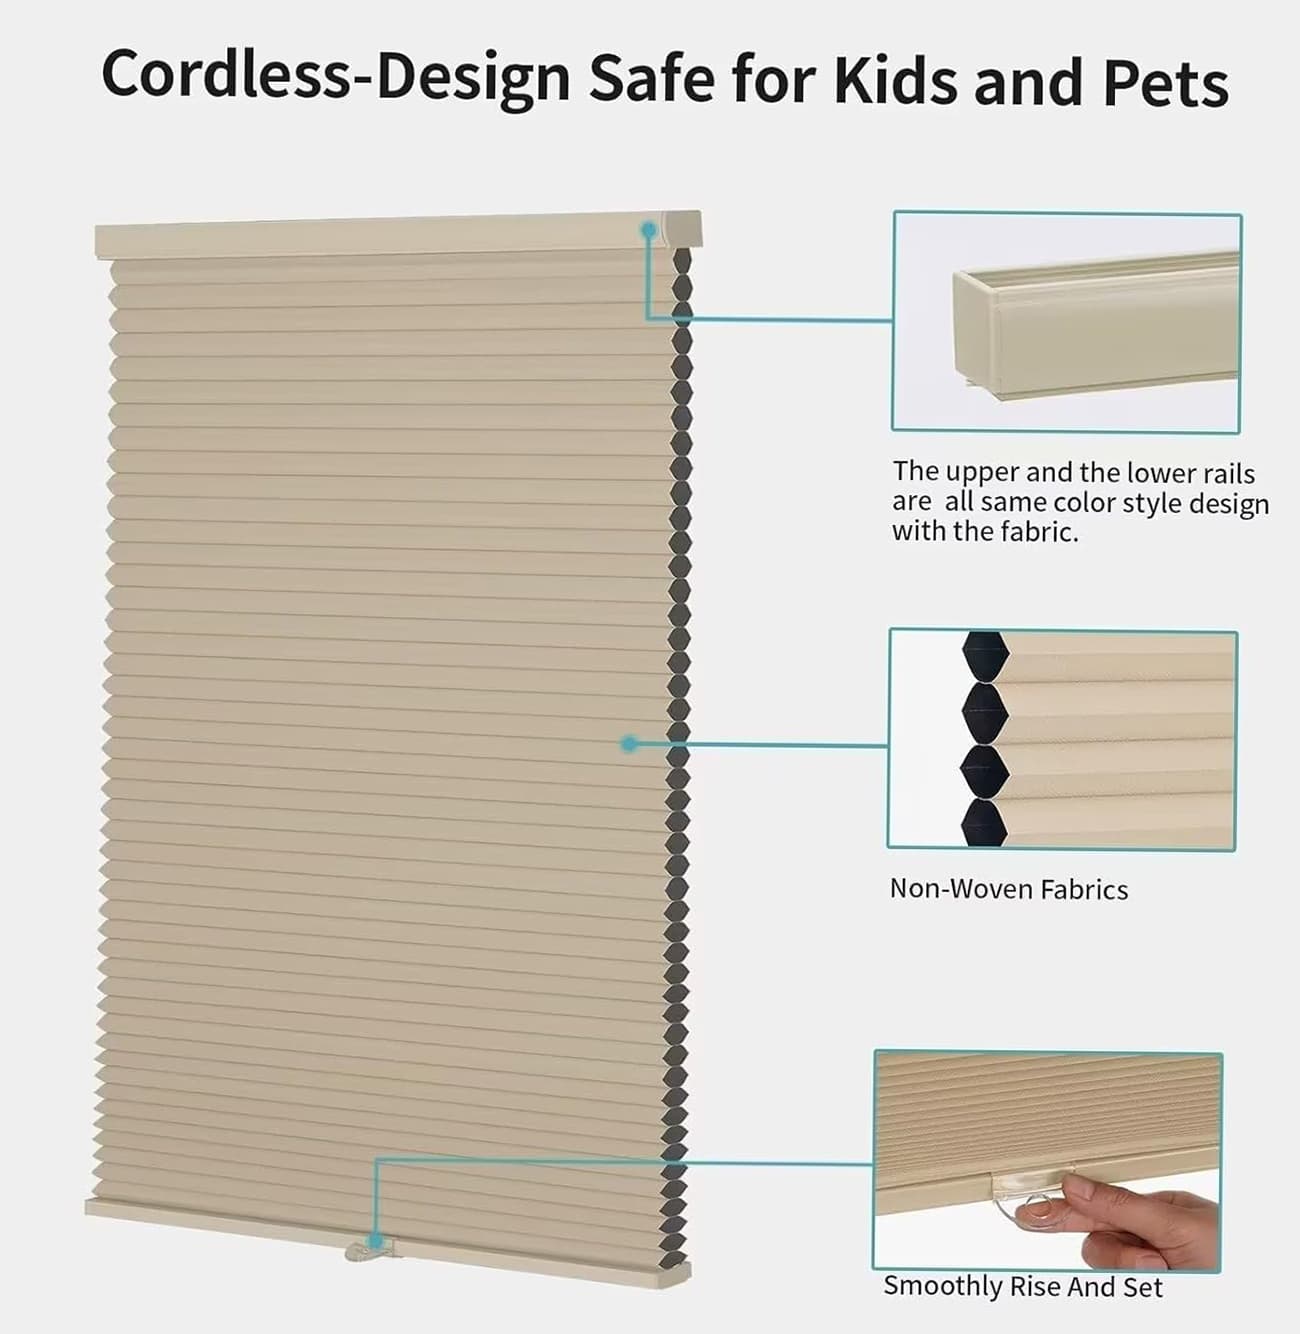 Cordless-Design Safe for Kids and Pets
The upper and the lower rails
are all same color style design
with the fabric.
Non-Woven Fabrics
Smoothly Rise And Set